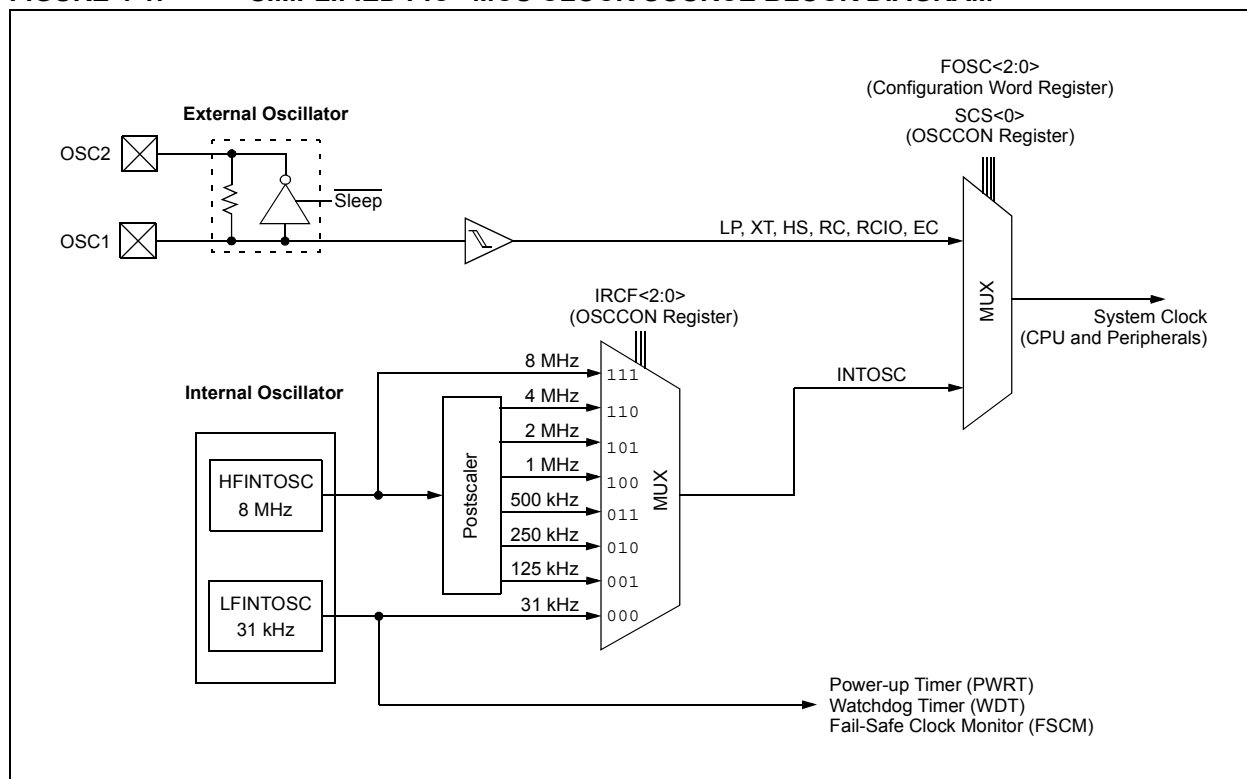 FOSC<2:0>
(Configuration Word Register)
SCS<0>
(OSCCON Register)
External Oscillator
OSC2
Sleep
OSC1
LP, XT, HS, RC, RCIO, EC
MUX
System Clock
(CPU and Peripherals)
IRCF<2:0>
(OSCCON Register)
INTOSC
Internal Oscillator
HFINTOSC
8 MHz
LFINTOSC
31 kHz
Postscaler
8 MHz
4 MHz
2 MHz
1 MHz
500 kHz
250 kHz
125 kHz
31 kHz
111
110
101
100
011
010
001
000
MUX
Power-up Timer (PWRT)
Watchdog Timer (WDT)
Fail-Safe Clock Monitor (FSCM)